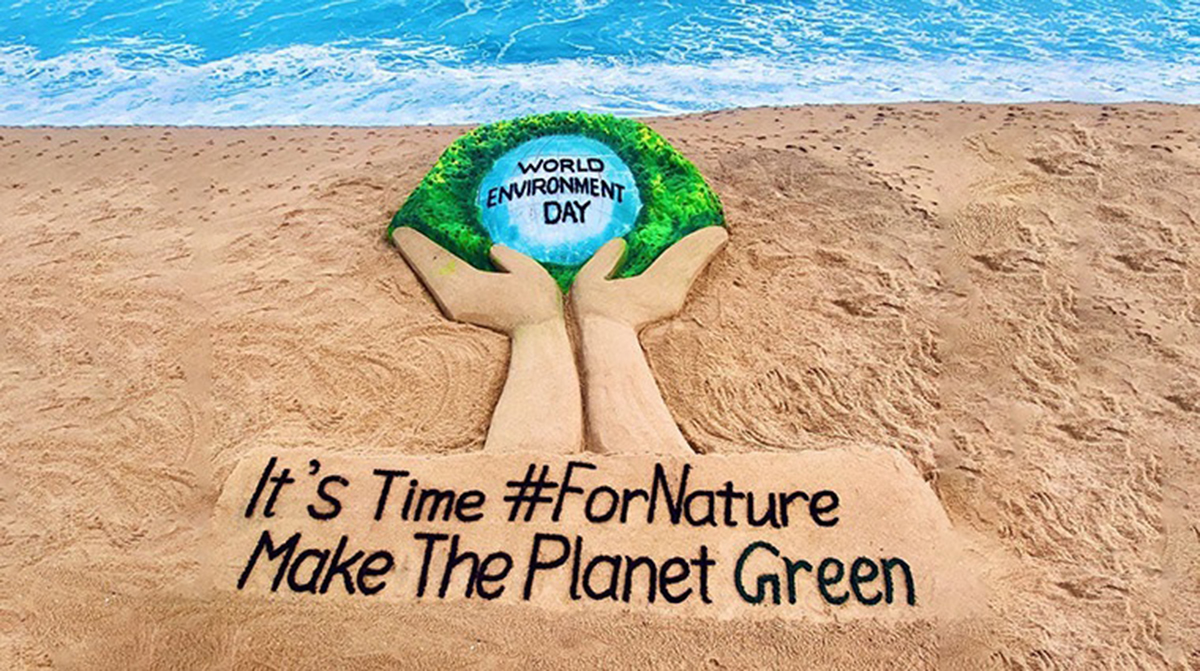 WORLD
ENVIRONMENT
DAY
It's Time #ForNature
Make The Planet Green